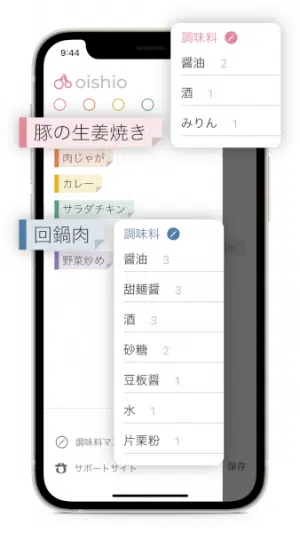 9:44
oishio
豚の生姜焼き
肉じゃが
カレー
サラダチキン
回鍋肉
野菜炒め
調味料
醤油 2
酒 1
みりん 1
調味料
醤油 3
甜麺醤 3
酒 3
砂糖 2
豆板醤 1
水 1
片栗粉 1
調味料マ
サポートサイト
保存